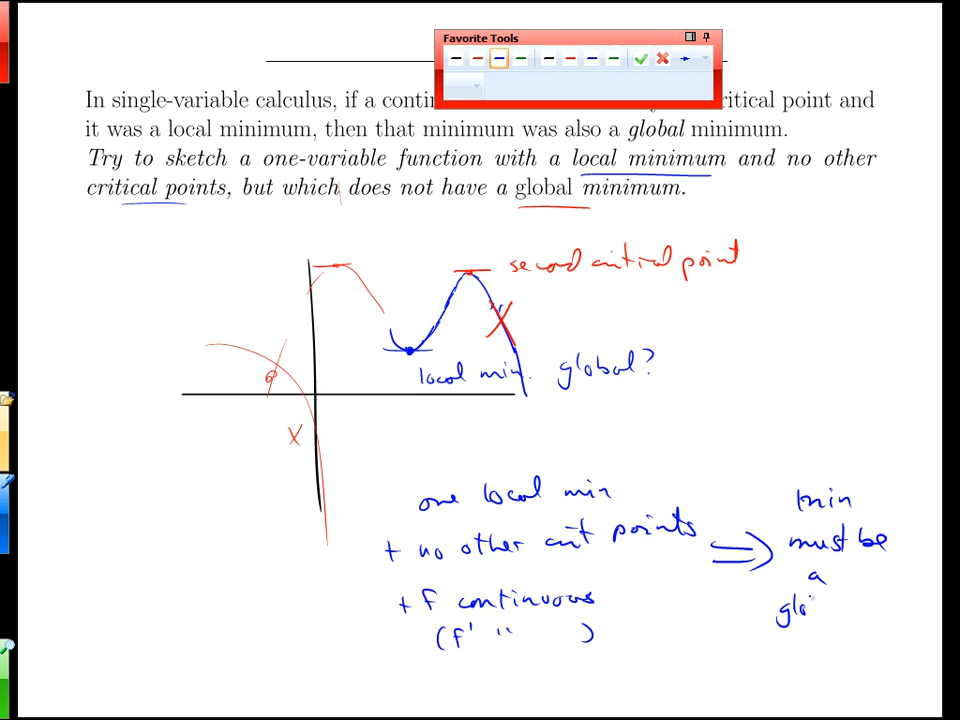 Favorite Tools
In single-variable calculus, if a conti ritical point and
it was a local minimum, then that minimum was also a global minimum.
Try to sketch a one-variable function with a local minimum and no other
critical points, but which does not have a global minimum.
second critical point
local min. global?
X
one local min
+ no other crit points
+ f continuous
(f' " )
⇒
min
must be
a
glo